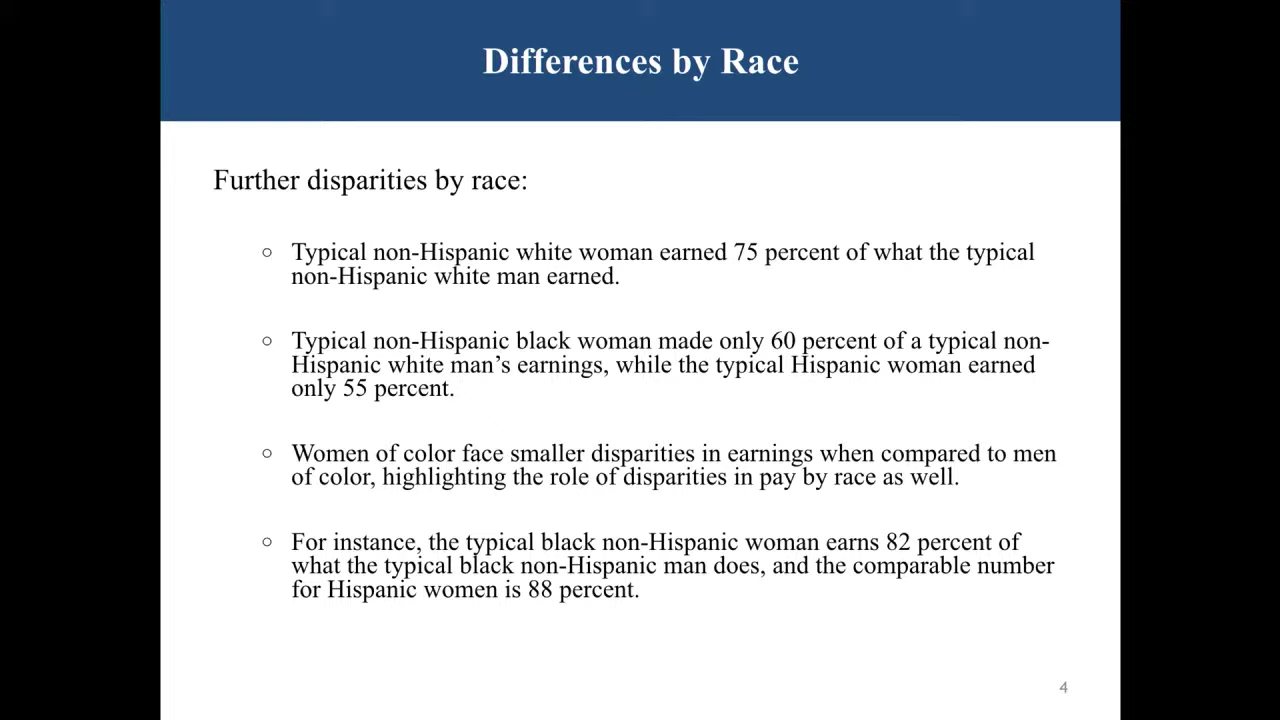 Differences by Race
Further disparities by race:
○ Typical non-Hispanic white woman earned 75 percent of what the typical
non-Hispanic white man earned.
○ Typical non-Hispanic black woman made only 60 percent of a typical non-
Hispanic white man’s earnings, while the typical Hispanic woman earned
only 55 percent.
○ Women of color face smaller disparities in earnings when compared to men
of color, highlighting the role of disparities in pay by race as well.
○ For instance, the typical black non-Hispanic woman earns 82 percent of
what the typical black non-Hispanic man does, and the comparable number
for Hispanic women is 88 percent.
4